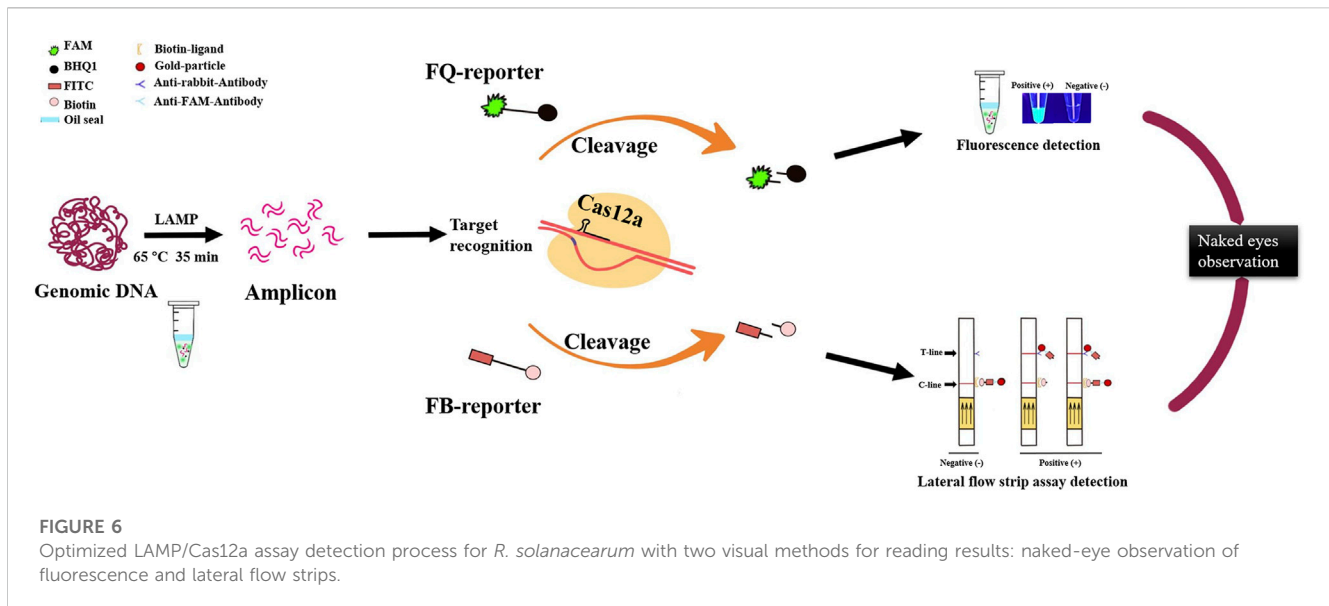 FAM
BHQ1
FITC
Biotin
Oil seal
Biotin-ligand
Gold-particle
Anti-rabbit-Antibody
Anti-FAM-Antibody
Genomic DNA
LAMP
65 °C 35 min
Amplicon
Target
recognition
Cas12a
FQ-reporter
Cleavage
FB-reporter
Cleavage
Positive (+)
Negative (-)
Fluorescence detection
T-line
C-line
Negative (-)
Positive (+)
Lateral flow strip assay detection
Naked eyes
observation
FIGURE 6
Optimized LAMP/Cas12a assay detection process for R. solanacearum with two visual methods for reading results: naked-eye observation of
fluorescence and lateral flow strips.